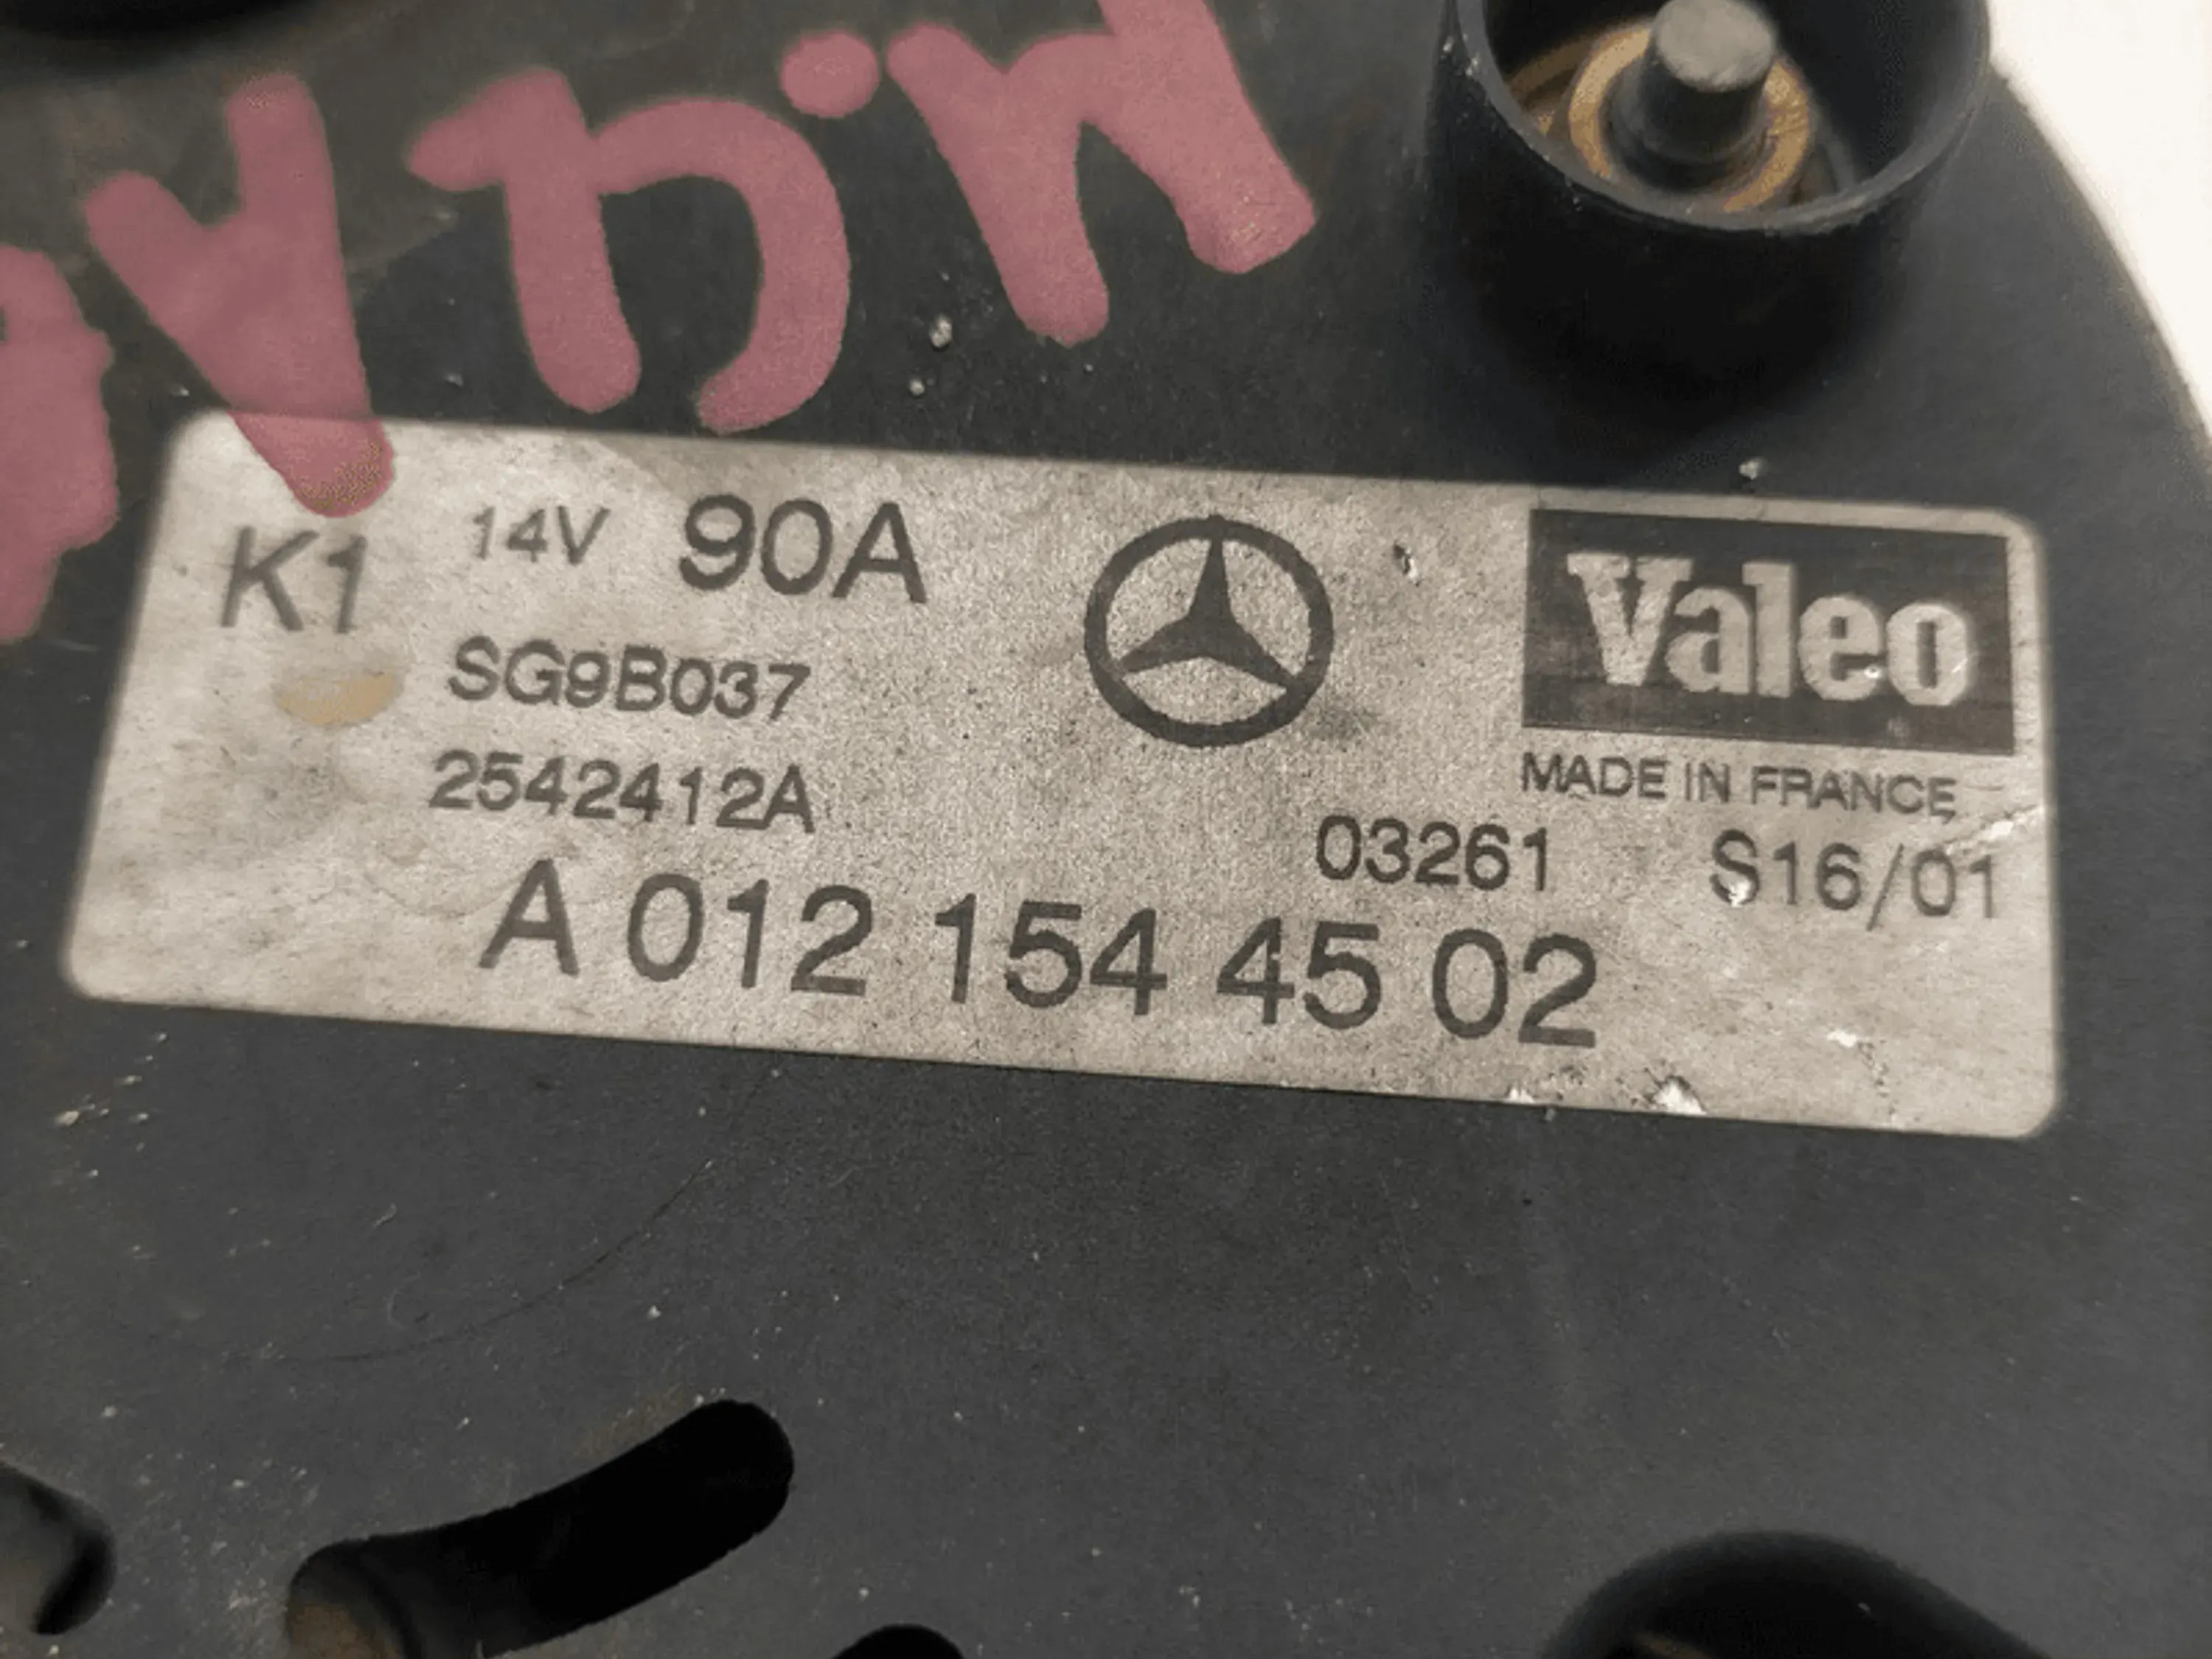 K1 14V 90A
Valeo
SG9B037
MADE IN FRANCE
2542412A
03261 S16/01
A 012 154 45 02